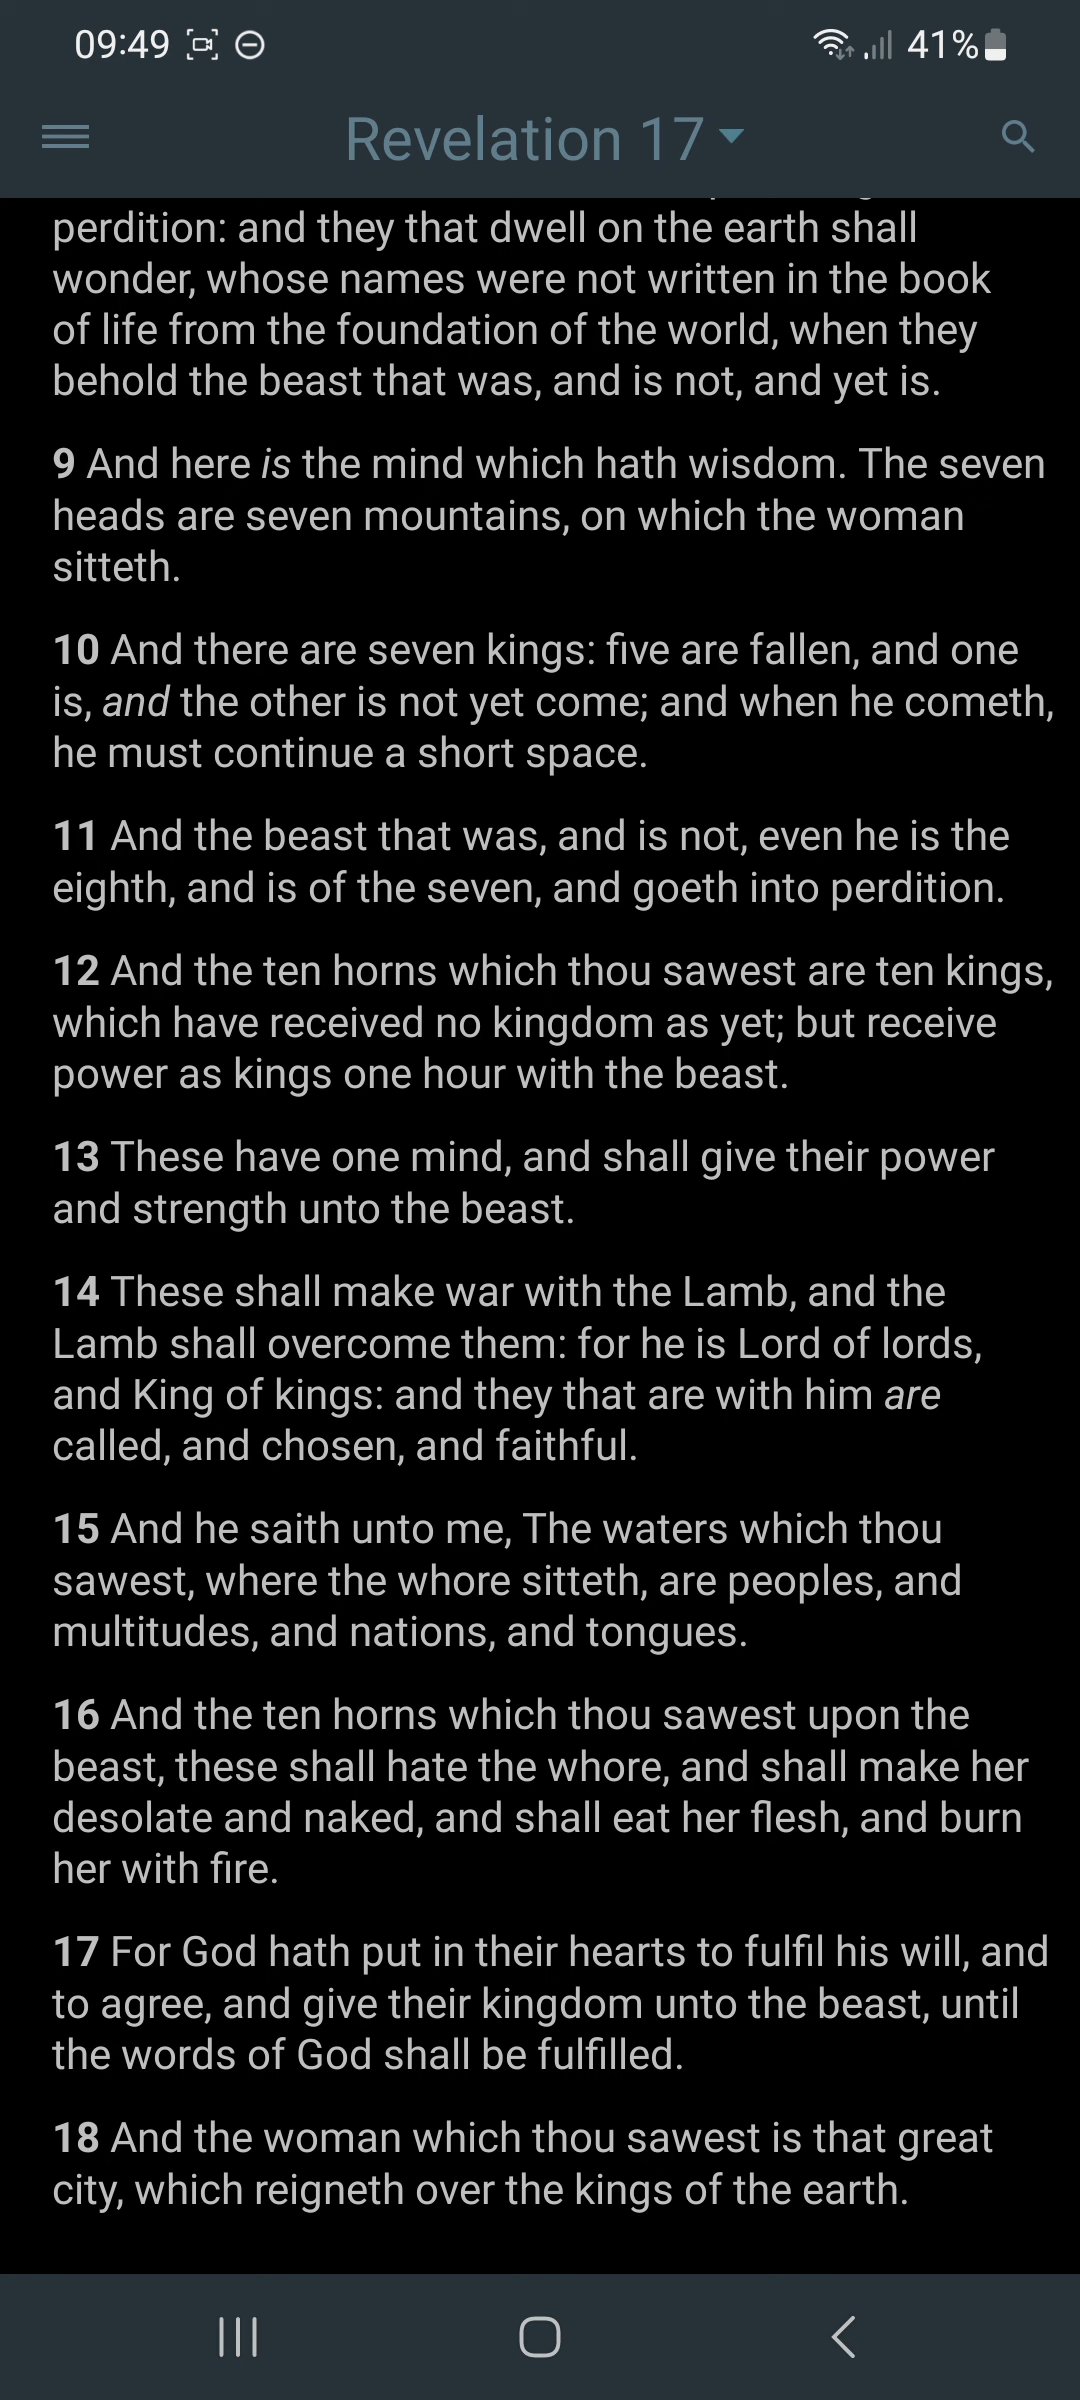 09:49
41%
Revelation 17
perdition: and they that dwell on the earth shall
wonder, whose names were not written in the book
of life from the foundation of the world, when they
behold the beast that was, and is not, and yet is.
9 And here is the mind which hath wisdom. The seven
heads are seven mountains, on which the woman
sitteth.
10 And there are seven kings: five are fallen, and one
is, and the other is not yet come; and when he cometh,
he must continue a short space.
11 And the beast that was, and is not, even he is the
eighth, and is of the seven, and goeth into perdition.
12 And the ten horns which thou sawest are ten kings,
which have received no kingdom as yet; but receive
power as kings one hour with the beast.
13 These have one mind, and shall give their power
and strength unto the beast.
14 These shall make war with the Lamb, and the
Lamb shall overcome them: for he is Lord of lords,
and King of kings: and they that are with him are
called, and chosen, and faithful.
15 And he saith unto me, The waters which thou
sawest, where the whore sitteth, are peoples, and
multitudes, and nations, and tongues.
16 And the ten horns which thou sawest upon the
beast, these shall hate the whore, and shall make her
desolate and naked, and shall eat her flesh, and burn
her with fire.
17 For God hath put in their hearts to fulfil his will, and
to agree, and give their kingdom unto the beast, until
the words of God shall be fulfilled.
18 And the woman which thou sawest is that great
city, which reigneth over the kings of the earth.